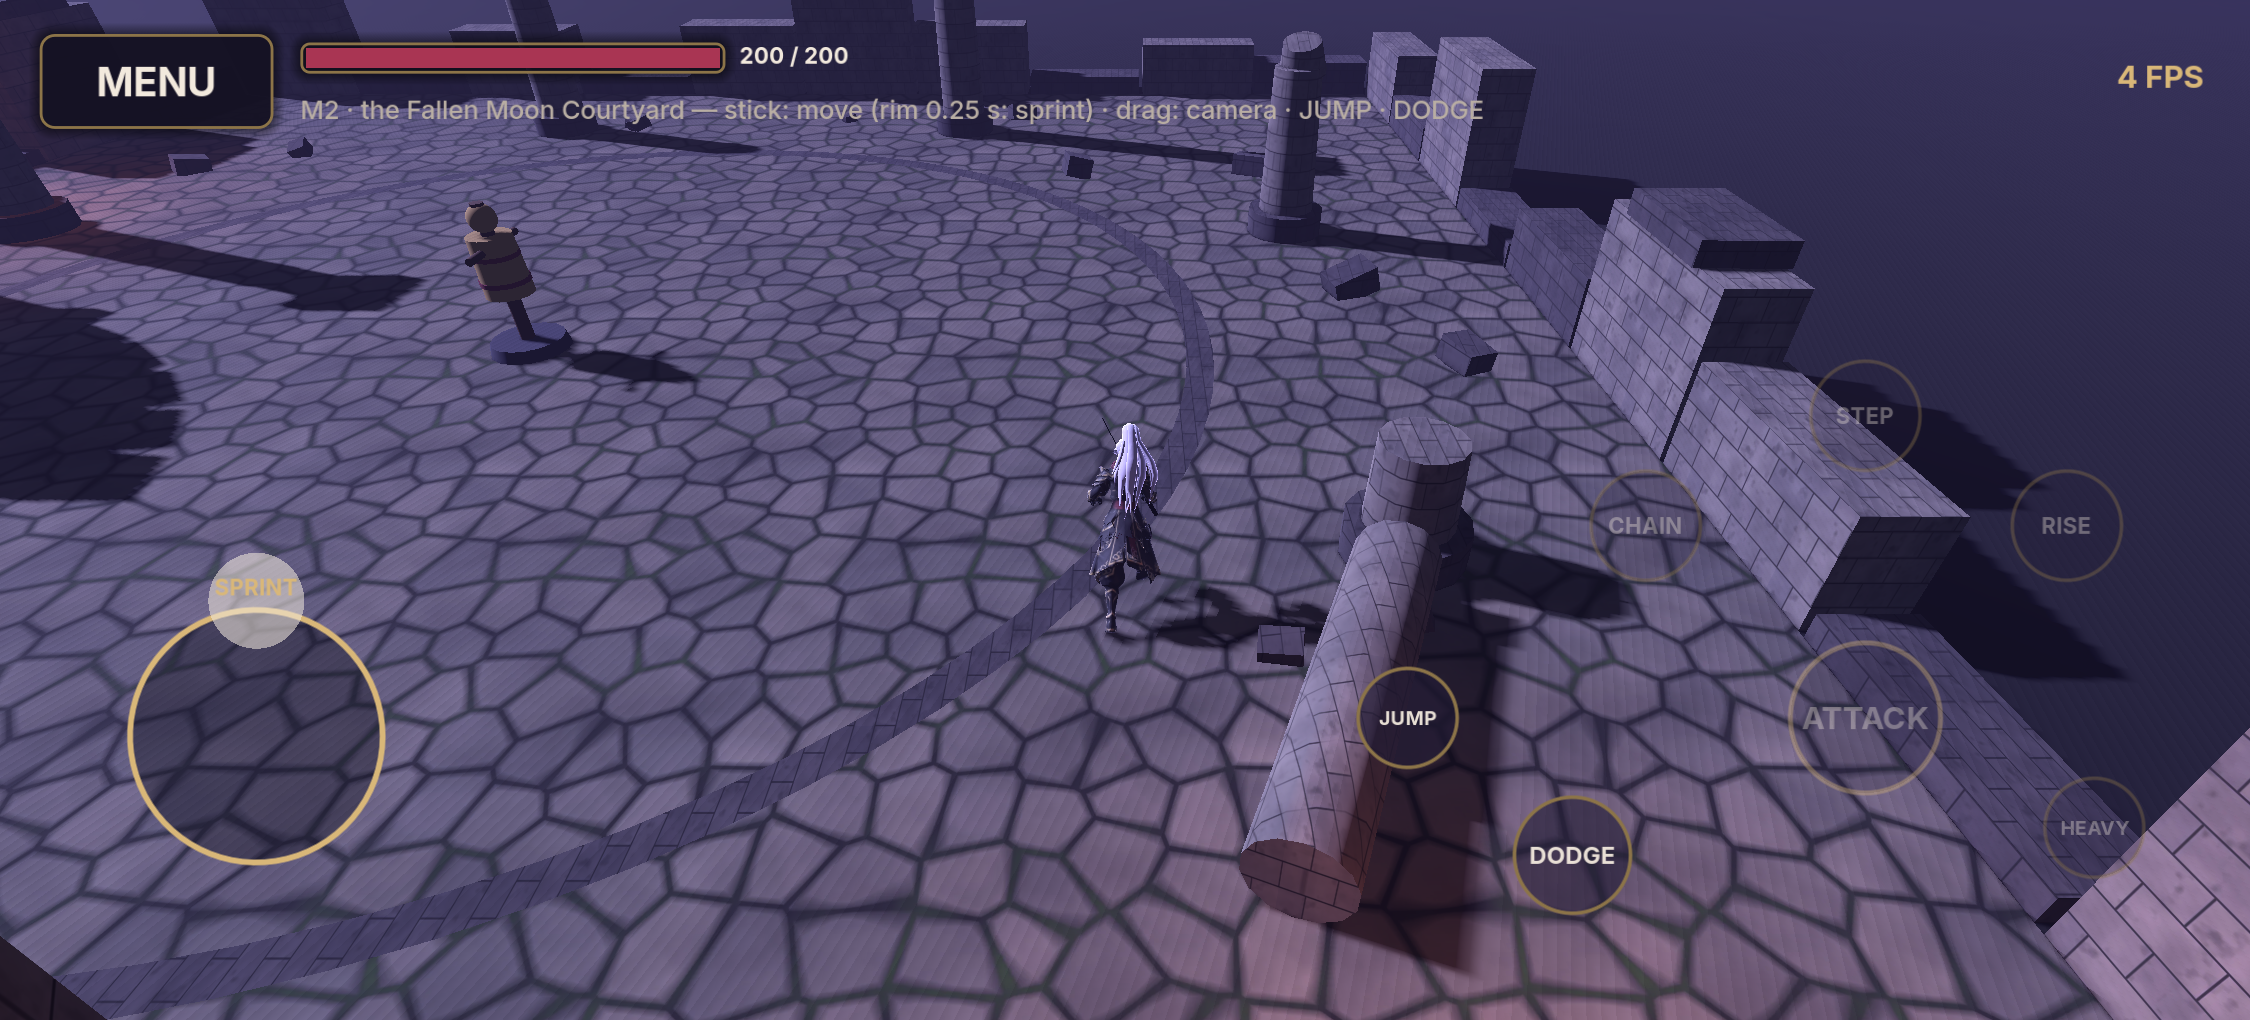 MENU
200 / 200
4 FPS
M2 · the Fallen Moon Courtyard — stick: move (rim 0.25 s: sprint) · drag: camera · JUMP · DODGE
STEP
CHAIN
RISE
SPRINT
JUMP
ATTACK
HEAVY
DODGE